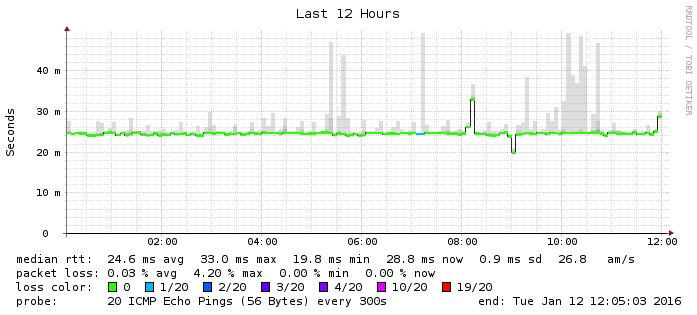 Last 12 Hours
RRDTOOL / TOBI OETIKER
Seconds
40 m
30 m
20 m
10 m
0
02:00 04:00 06:00 08:00 10:00 12:00
median rtt: 24.6 ms avg 33.0 ms max 19.8 ms min 28.8 ms now 0.9 ms sd 26.8 am/s
packet loss: 0.03 % avg 4.20 % max 0.00 % min 0.00 % now
loss color: 0 1/20 2/20 3/20 4/20 10/20 19/20
probe: 20 ICMP Echo Pings (56 Bytes) every 300s end: Tue Jan 12 12:05:03 2016